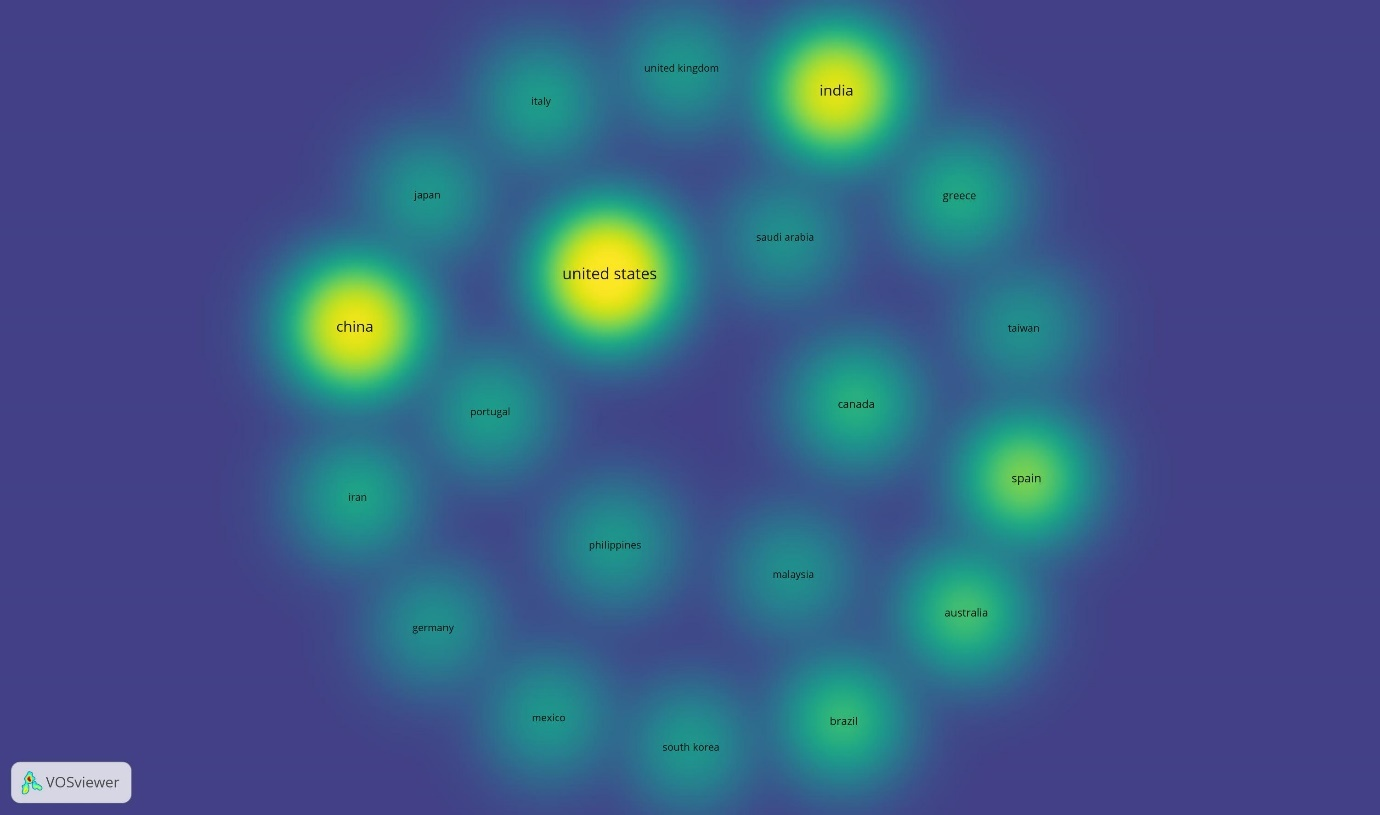 united kingdom
india
italy
japan
greece
saudi arabia
united states
china
taiwan
canada
portugal
spain
iran
philippines
malaysia
australia
germany
mexico
brazil
south korea
VOSviewer